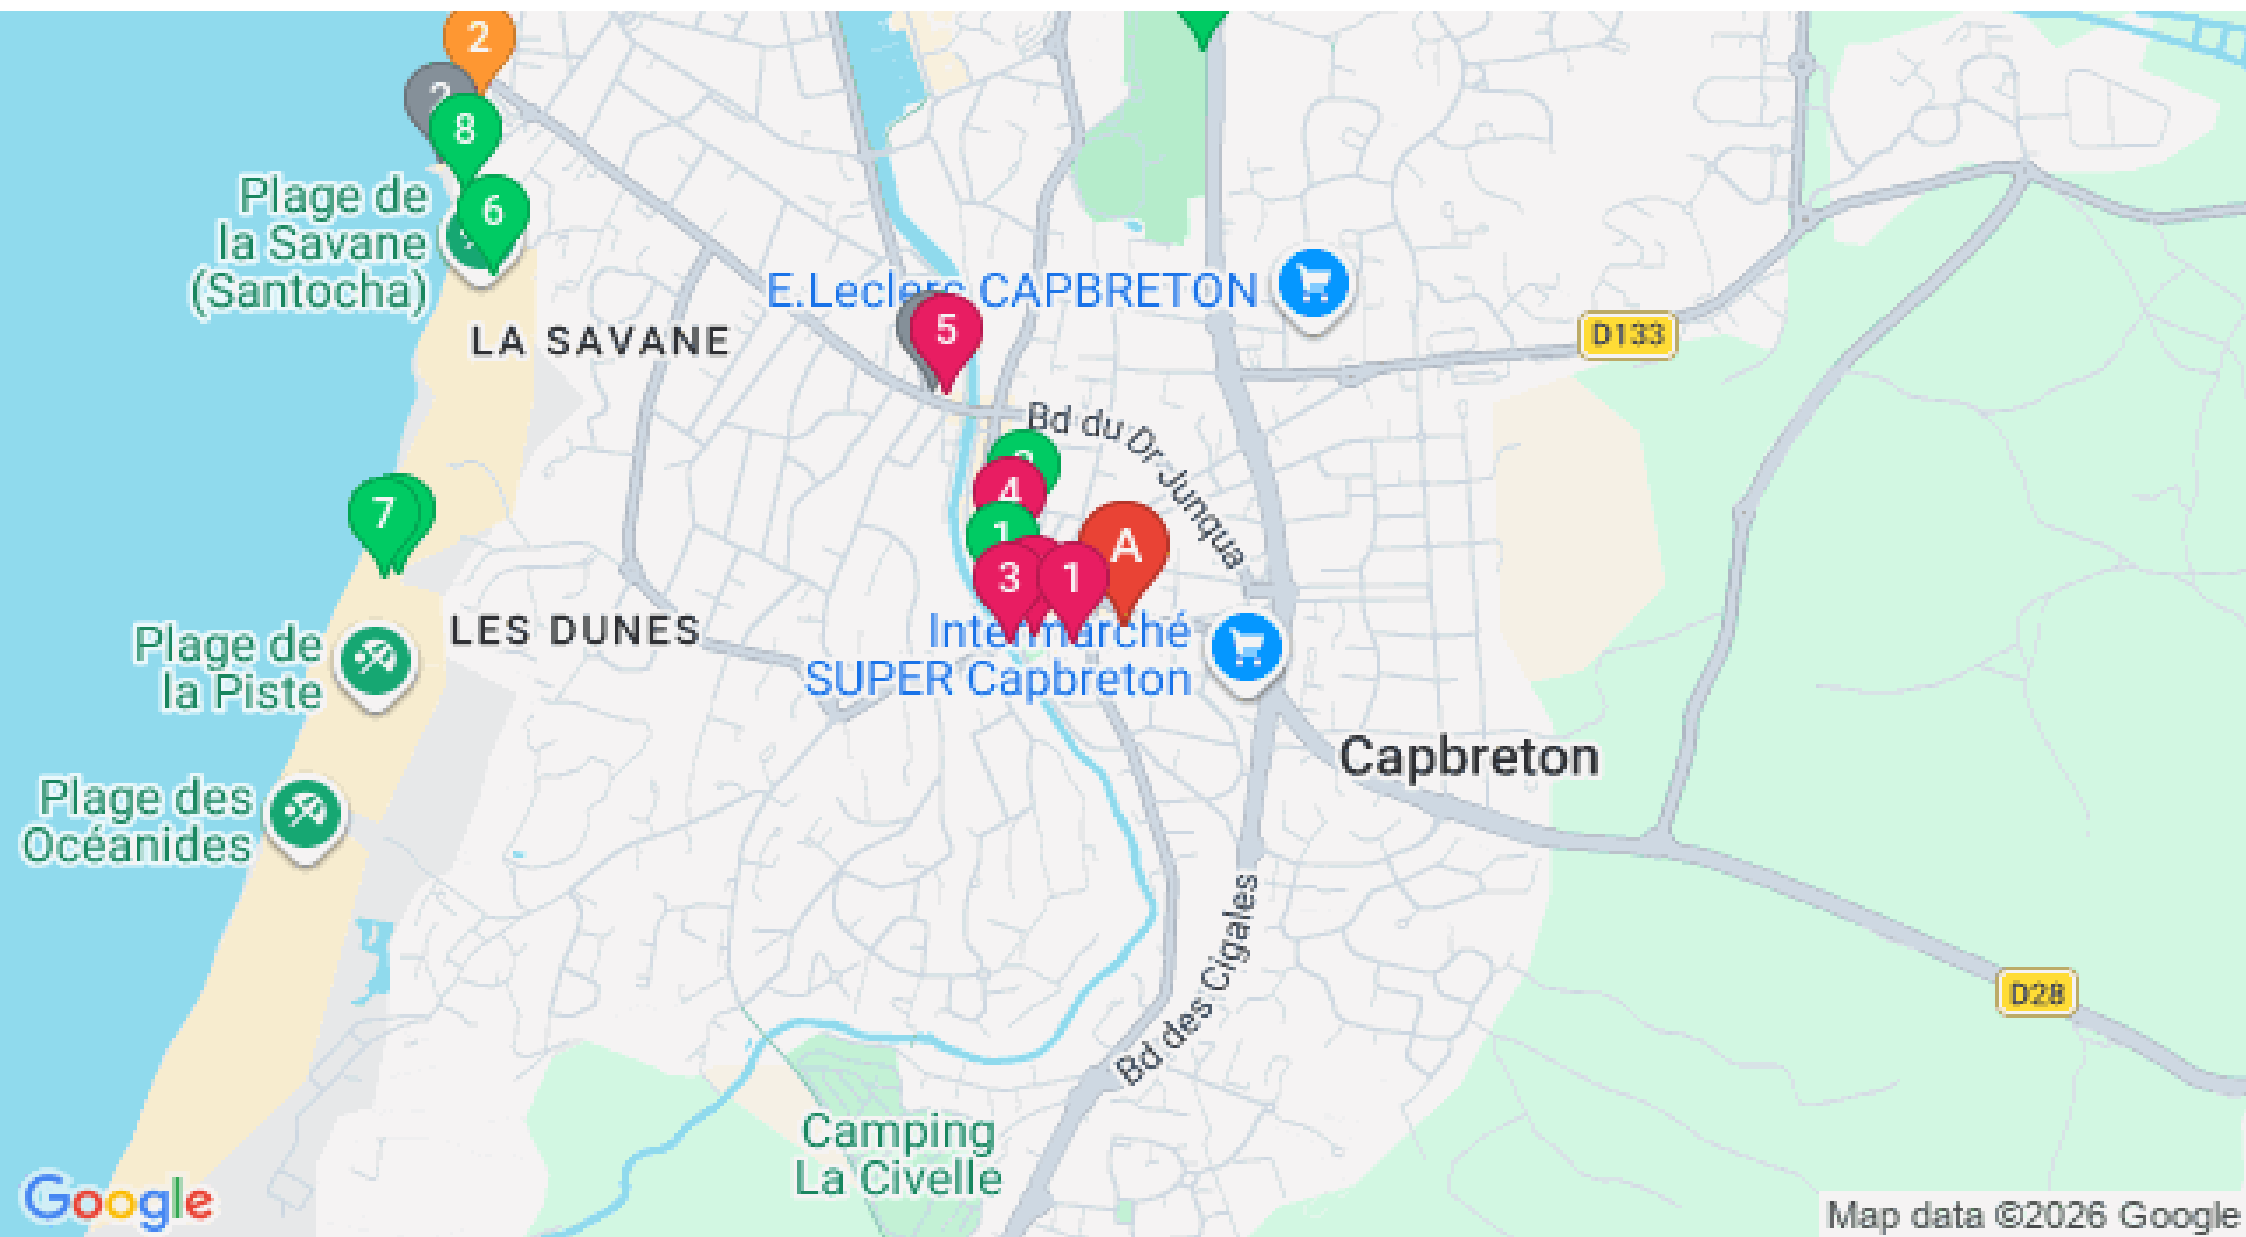 2
2
8
Plage de
la Savane
(Santocha)
6
LA SAVANE
E.Leclerc CAPBRETON
5
D133
Bd du Dr Junqua
4
1
7
3
1
A
Plage de
la Piste
LES DUNES
Intermarché
SUPER Capbreton
Capbreton
Plage des
Océanides
Bd des Cigales
D28
Camping
La Civelle
Google
Map data ©2026 Google